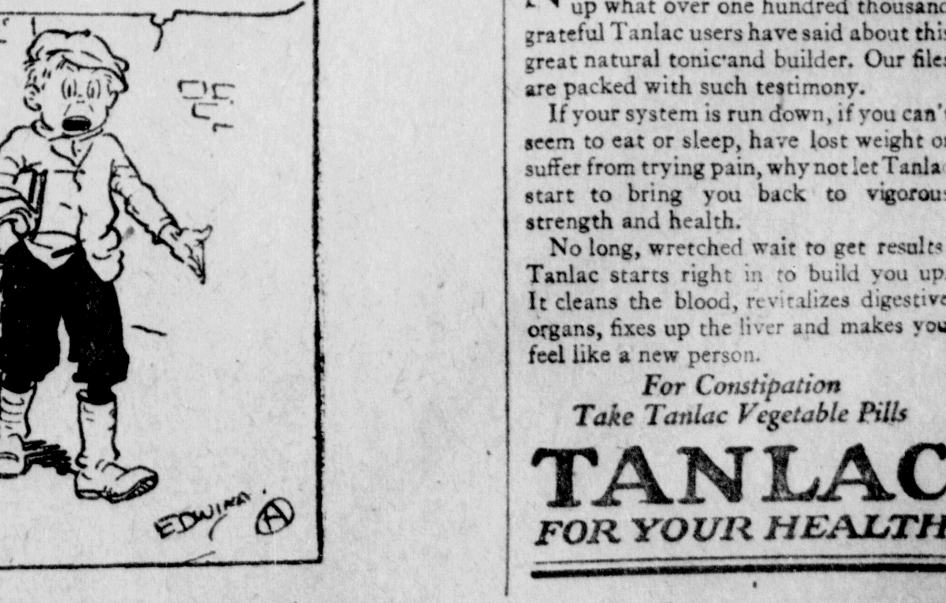 EDWINA
A
up what over one hundred thousand
grateful Tanlac users have said about this
great natural tonic and builder. Our files
are packed with such testimony.
If your system is run down, if you can't
seem to eat or sleep, have lost weight or
suffer from trying pain, why not let Tanlac
start to bring you back to vigorous
strength and health.
No long, wretched wait to get results.
Tanlac starts right in to build you up.
It cleans the blood, revitalizes digestive
organs, fixes up the liver and makes you
feel like a new person.
For Constipation
Take Tanlac Vegetable Pills
TANLAC
FOR YOUR HEALTH